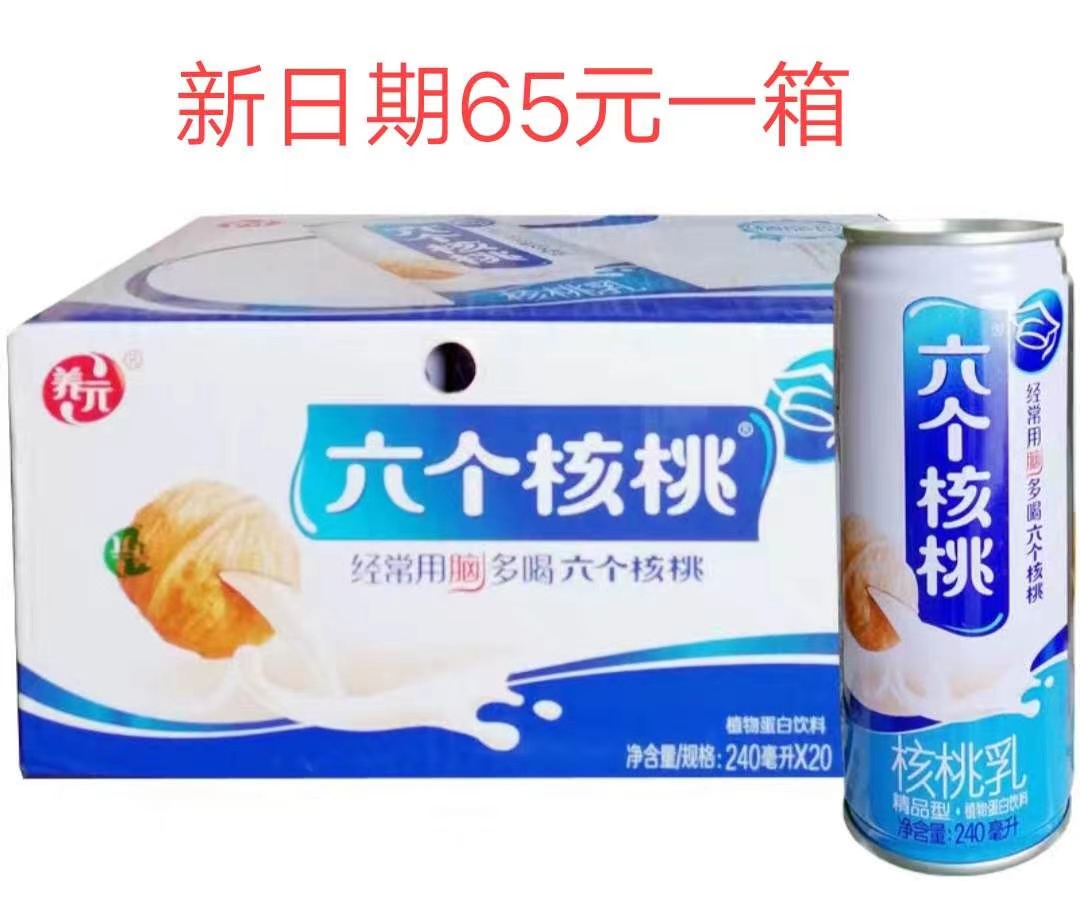 新日期65元一箱
养元
六个核桃®
经常用脑多喝六个核桃
植物蛋白饮料
净含量/规格：240毫升X20
六个核桃
经常用脑多喝六个核桃
核桃乳
精品型·植物蛋白饮料
净含量：240毫升